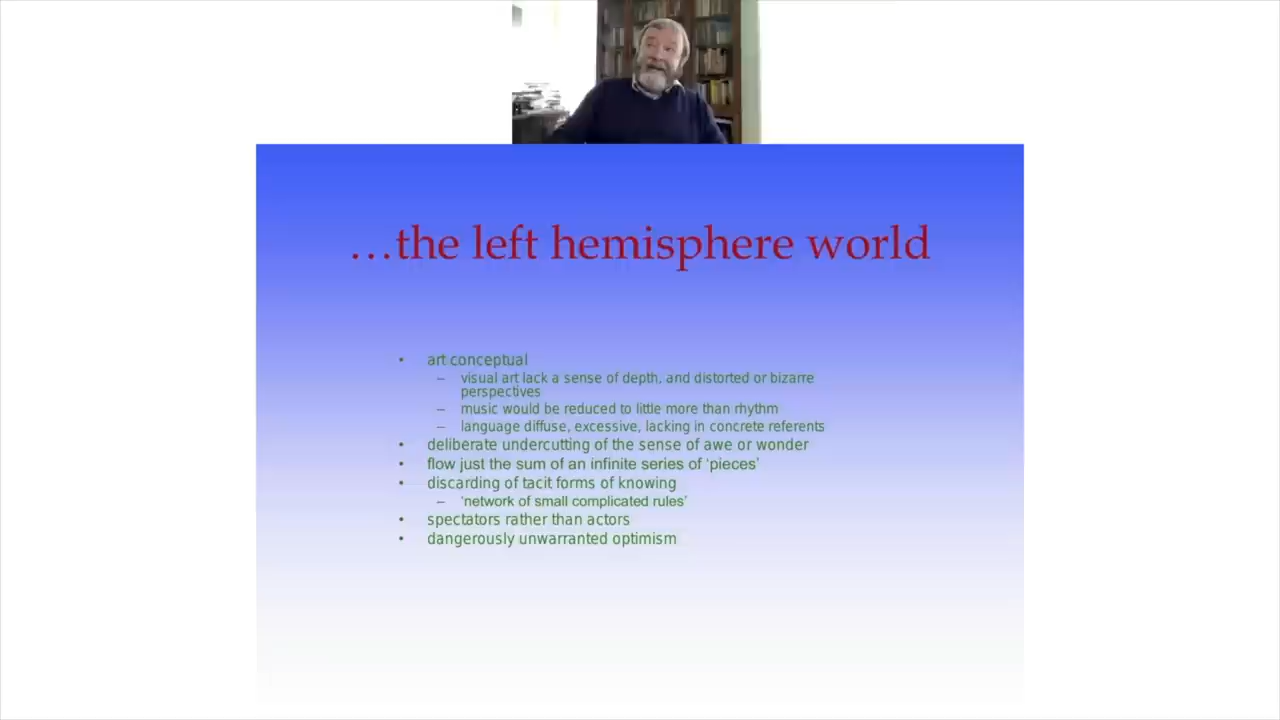 …the left hemisphere world
• art conceptual
– visual art lack a sense of depth, and distorted or bizarre
perspectives
– music would be reduced to little more than rhythm
– language diffuse, excessive, lacking in concrete referents
• deliberate undercutting of the sense of awe or wonder
• flow just the sum of an infinite series of ‘pieces’
• discarding of tacit forms of knowing
– ‘network of small complicated rules’
• spectators rather than actors
• dangerously unwarranted optimism